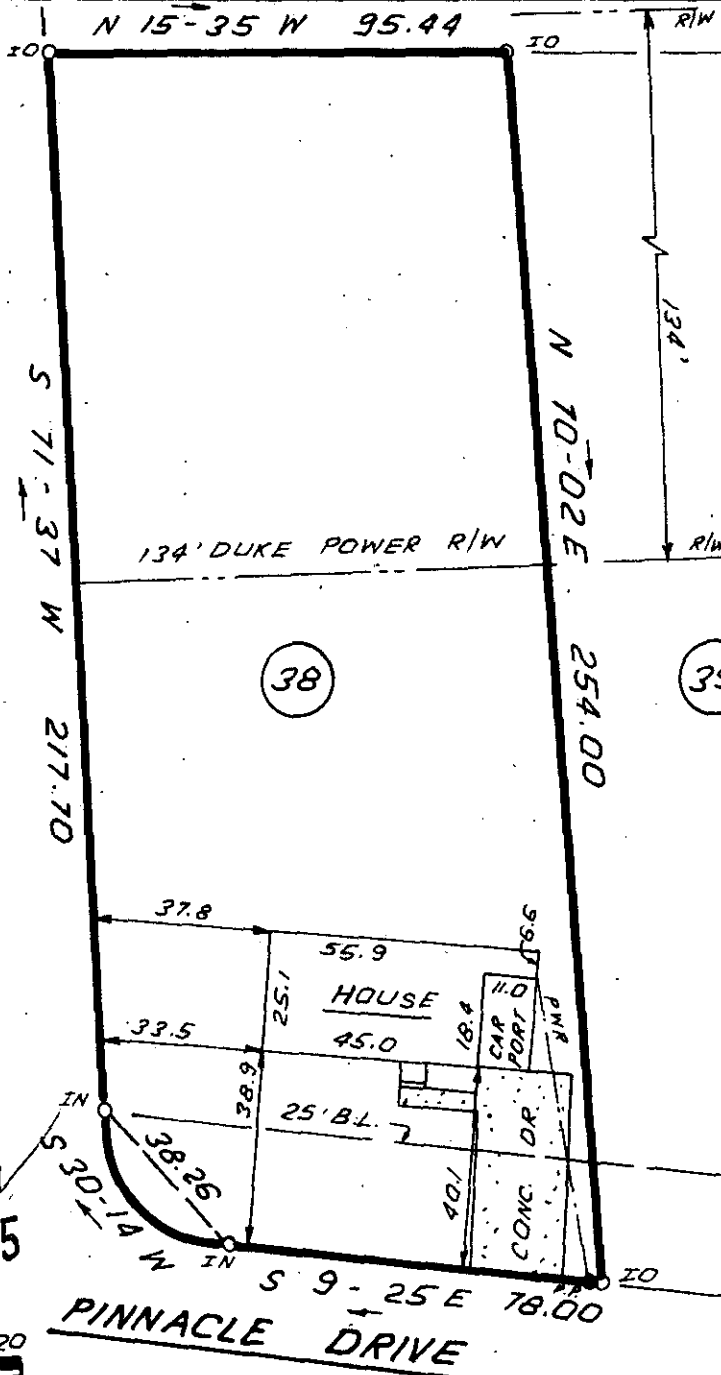 N 15-35 W 95.44
R/W
IO
IO
134'
N 70-02 E 254.00
S 71-37 W 217.70
134' DUKE POWER R/W
R/W
38
37.8
55.9
6.6
25.1
HOUSE
11.0
18.4
CAR
PORT
PWR
33.5
45.0
38.9
25' B.L.
IN
38.26
S 30-14 W
40.1
CONC. DR.
5
IN
S 9-25 E 78.00
P.P.
IO
PINNACLE DRIVE
20